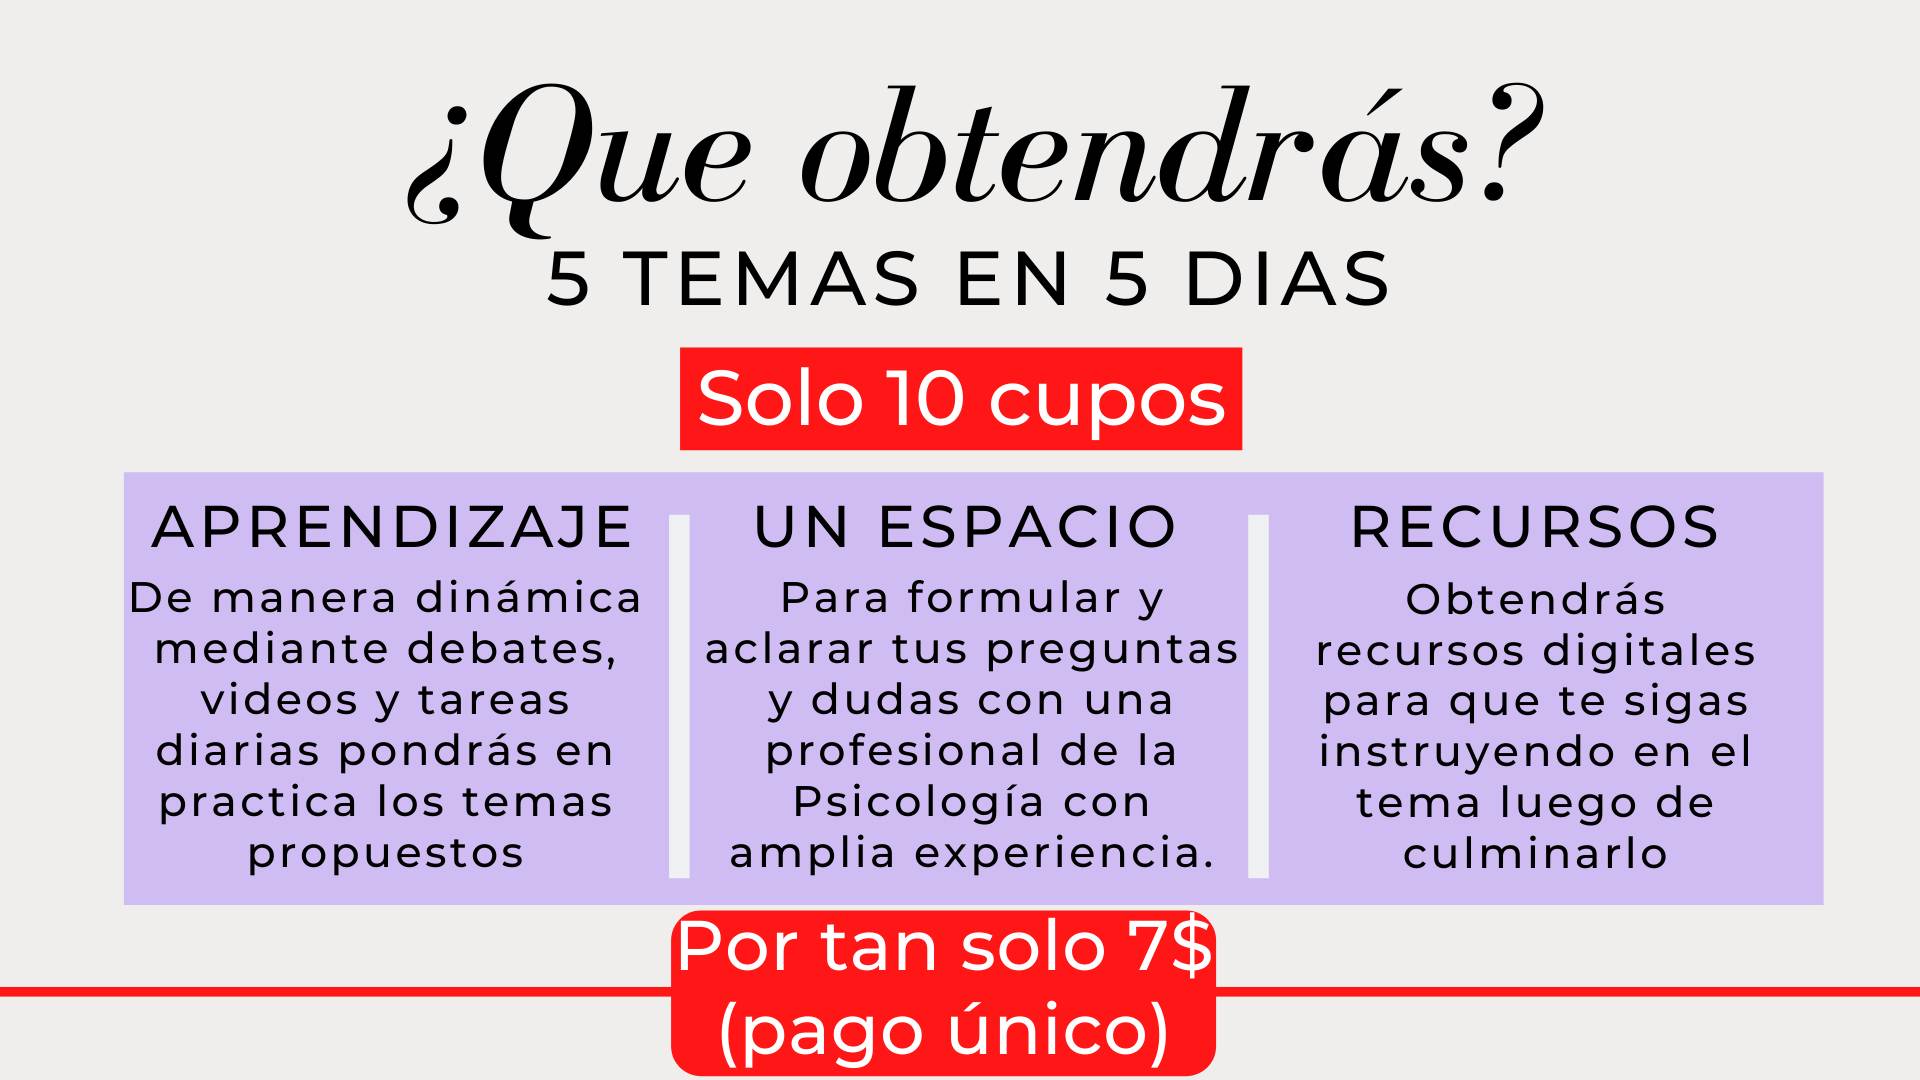 ¿Que obtendrás?
5 TEMAS EN 5 DIAS
Solo 10 cupos
APRENDIZAJE
De manera dinámica
mediante debates,
videos y tareas
diarias pondrás en
practica los temas
propuestos
UN ESPACIO
Para formular y
aclarar tus preguntas
y dudas con una
profesional de la
Psicología con
amplia experiencia.
RECURSOS
Obtendrás
recursos digitales
para que te sigas
instruyendo en el
tema luego de
culminarlo
Por tan solo 7$
(pago único)